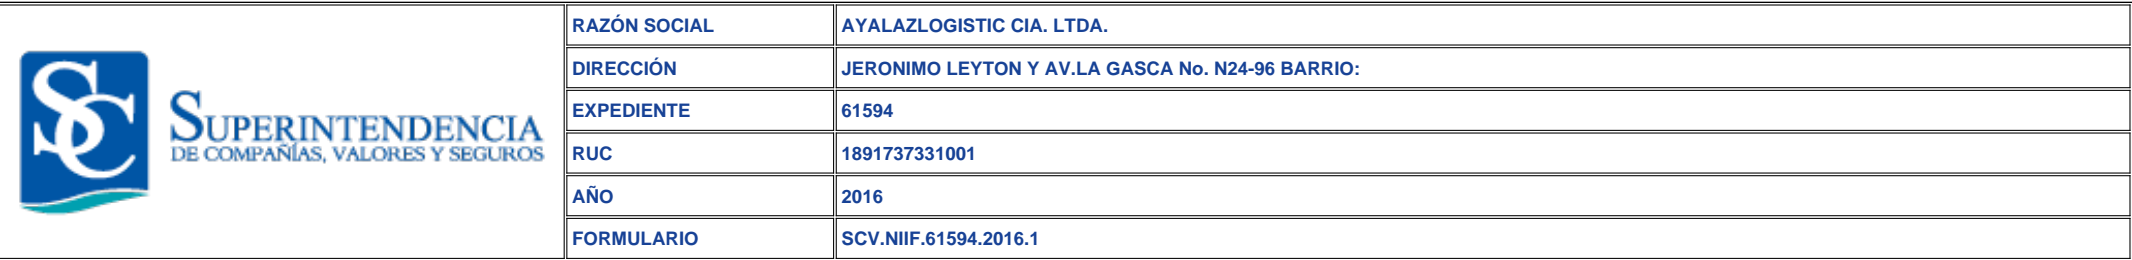 SC
SUPERINTENDENCIA
DE COMPAÑÍAS, VALORES Y SEGUROS
RAZÓN SOCIAL AYALAZLOGISTIC CIA. LTDA.
DIRECCIÓN JERONIMO LEYTON Y AV.LA GASCA No. N24-96 BARRIO:
EXPEDIENTE 61594
RUC 1891737331001
AÑO 2016
FORMULARIO SCV.NIIF.61594.2016.1